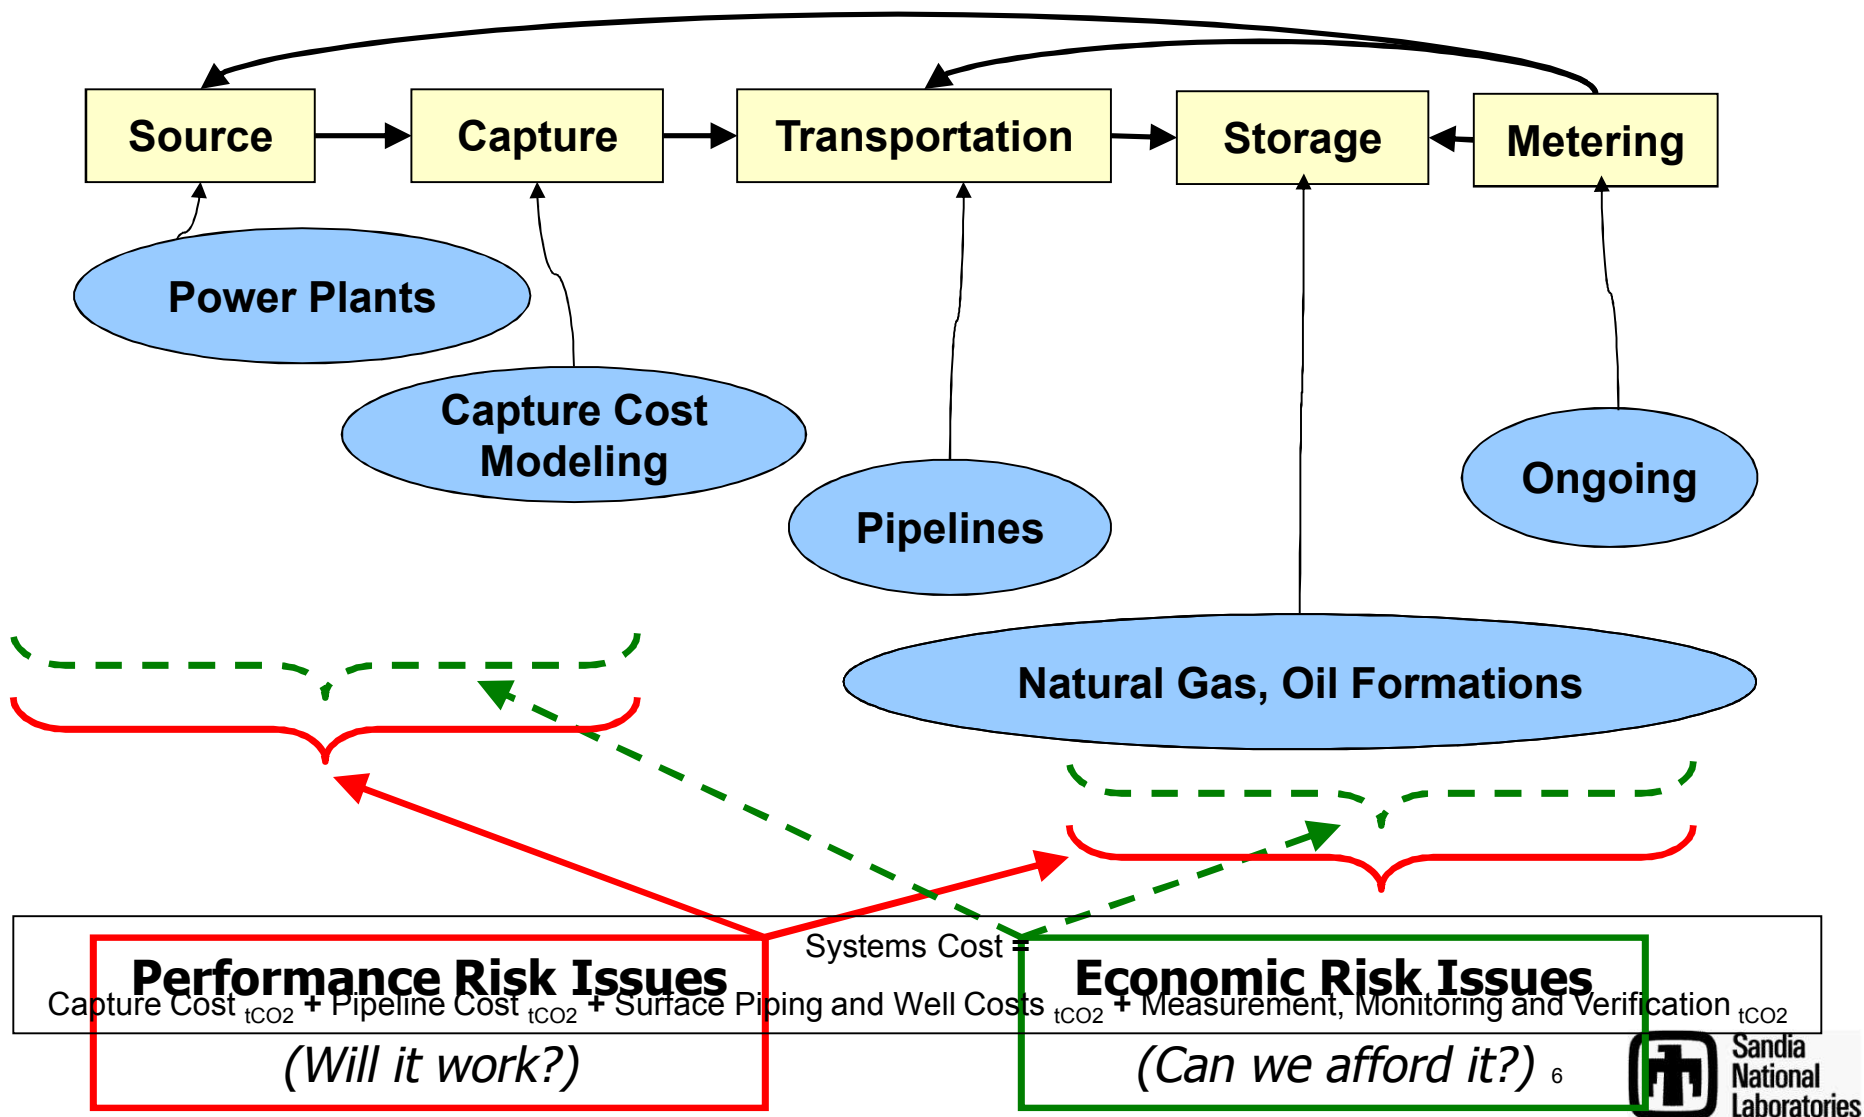 Source
Capture
Transportation
Storage
Metering
Power Plants
Capture Cost
Modeling
Pipelines
Ongoing
Natural Gas, Oil Formations
Systems Cost =
Performance Risk Issues
Economic Risk Issues
Capture Cost tCO2 + Pipeline Cost tCO2 + Surface Piping and Well Costs tCO2 + Measurement, Monitoring and Verification tCO2
(Will it work?)
(Can we afford it?)
6
Sandia
National
Laboratories